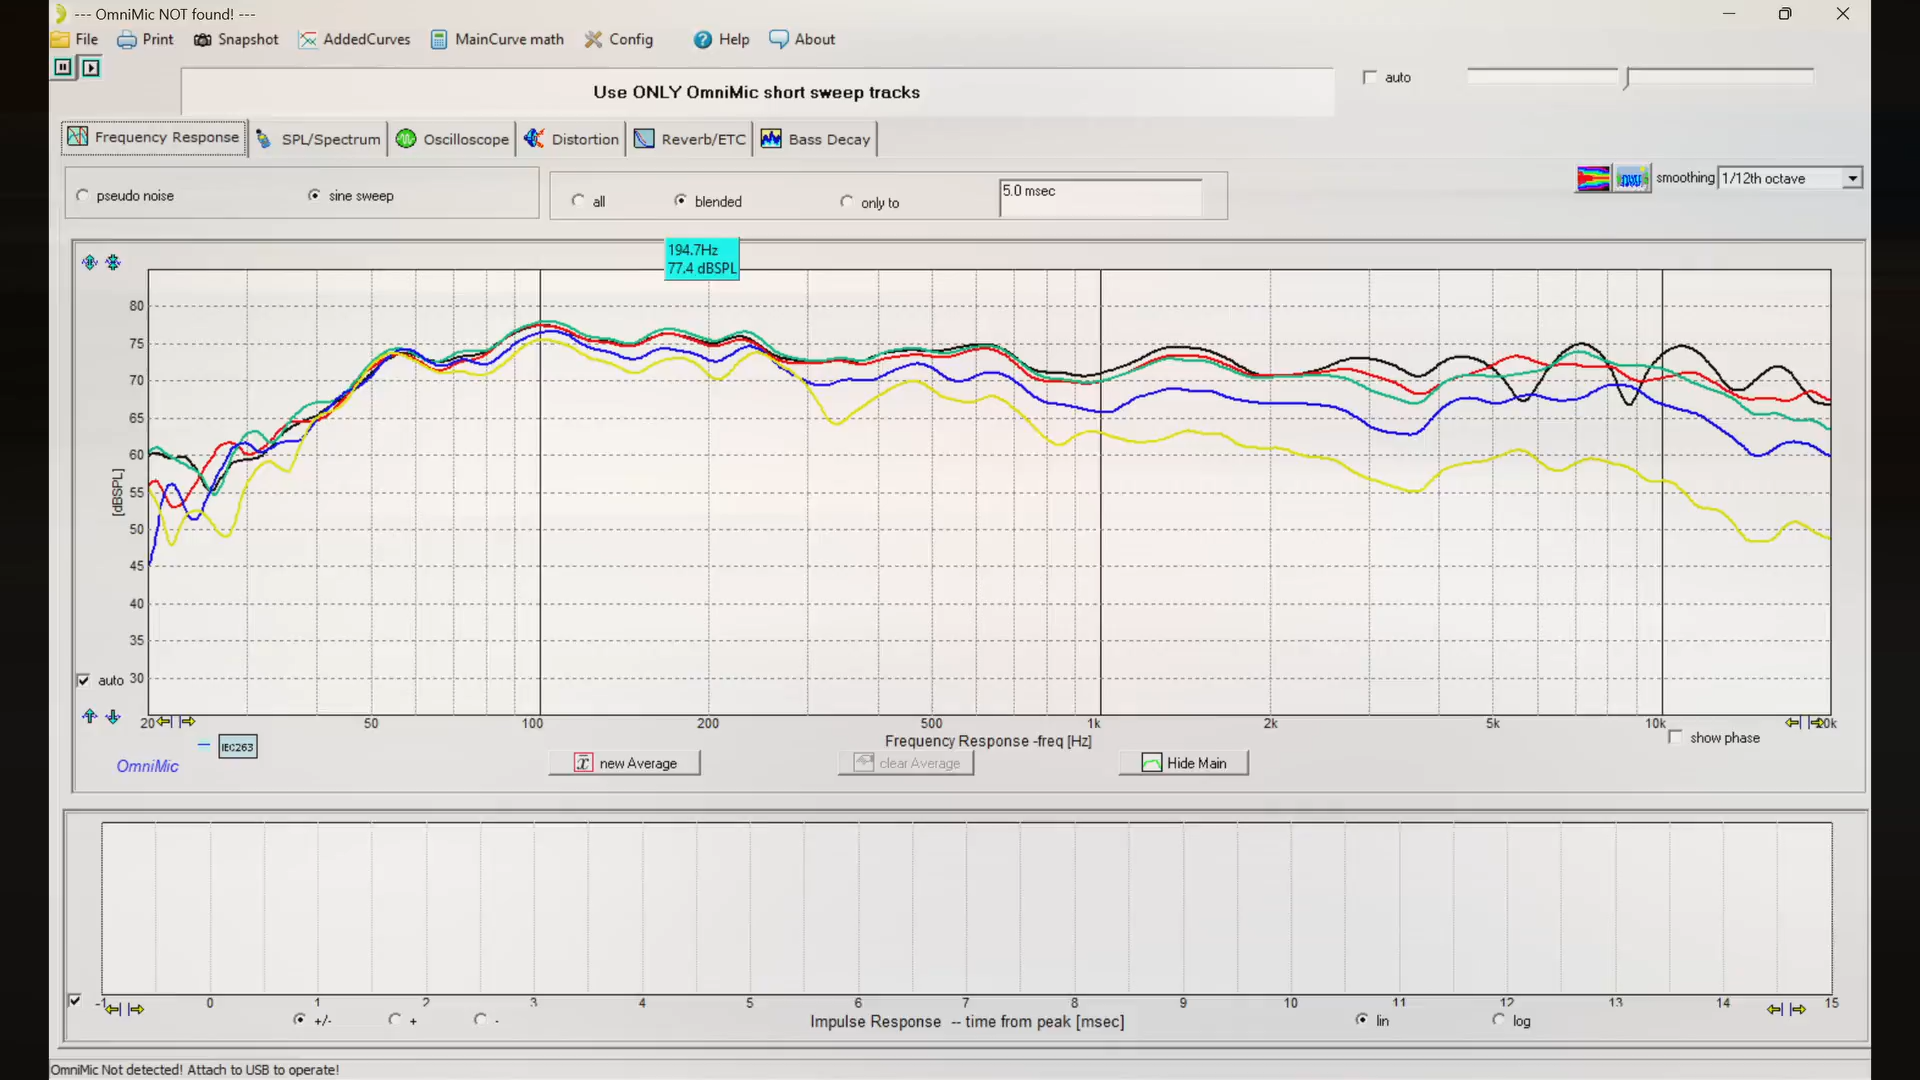 --- OmniMic NOT found! ---
File Print Snapshot AddedCurves MainCurve math Config Help About
Use ONLY OmniMic short sweep tracks
auto
Frequency Response SPL/Spectrum Oscilloscope Distortion Reverb/ETC Bass Decay
pseudo noise sine sweep
all blended only to 5.0 msec
smoothing 1/12th octave
194.7Hz
77.4 dBSPL
80
75
70
65
60
55
50
45
40
35
30
[dBSPL]
auto
20 50 100 200 500 1k 2k 5k 10k 20k
Frequency Response -freq [Hz]
show phase
IEC263
OmniMic
new Average clear Average Hide Main
-1 0 1 2 3 4 5 6 7 8 9 10 11 12 13 14 15
+/- + -
Impulse Response -- time from peak [msec]
lin log
OmniMic Not detected! Attach to USB to operate!